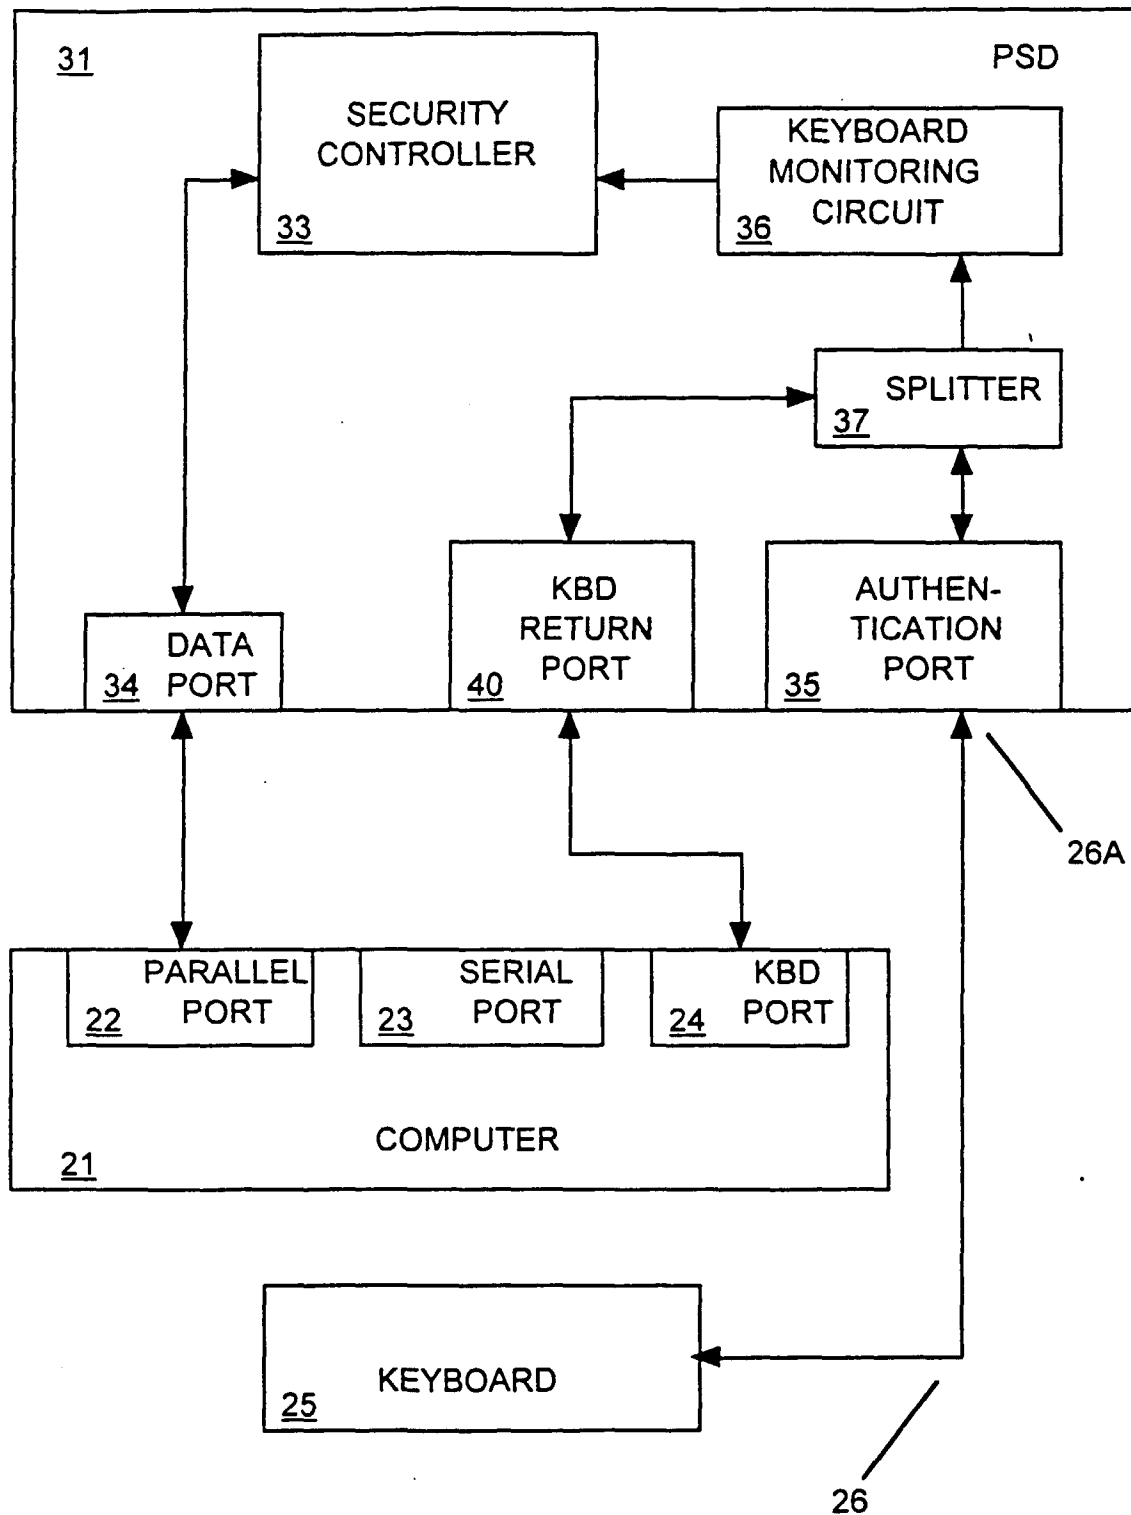 31
PSD
SECURITY
CONTROLLER
33
KEYBOARD
MONITORING
CIRCUIT
36
SPLITTER
37
DATA
PORT
34
KBD
RETURN
PORT
40
AUTHEN-
TICATION
PORT
35
26A
PARALLEL
PORT
22
SERIAL
PORT
23
KBD
PORT
24
COMPUTER
21
KEYBOARD
25
26